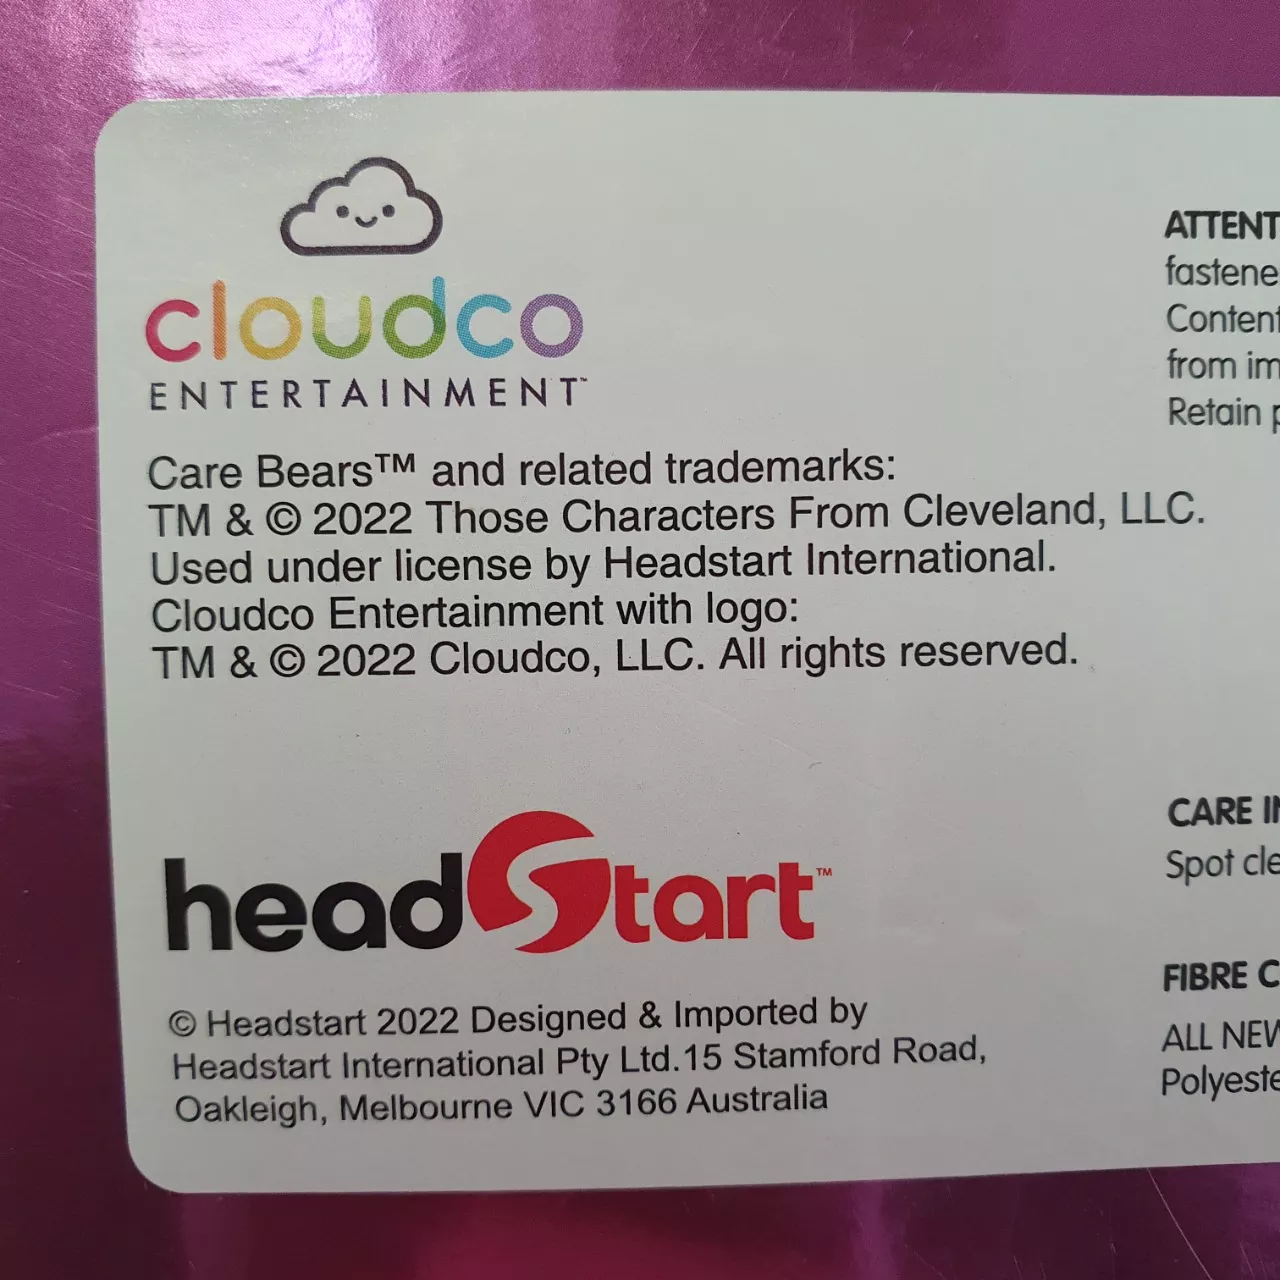 cloudco
ENTERTAINMENT™
Care Bears™ and related trademarks:
TM & © 2022 Those Characters From Cleveland, LLC.
Used under license by Headstart International.
Cloudco Entertainment with logo:
TM & © 2022 Cloudco, LLC. All rights reserved.
headStart™
© Headstart 2022 Designed & Imported by
Headstart International Pty Ltd.15 Stamford Road,
Oakleigh, Melbourne VIC 3166 Australia
ATTENT
fastene
Content
from im
Retain
CARE
Spot cle
FIBRE C
ALL NEW
Polyeste